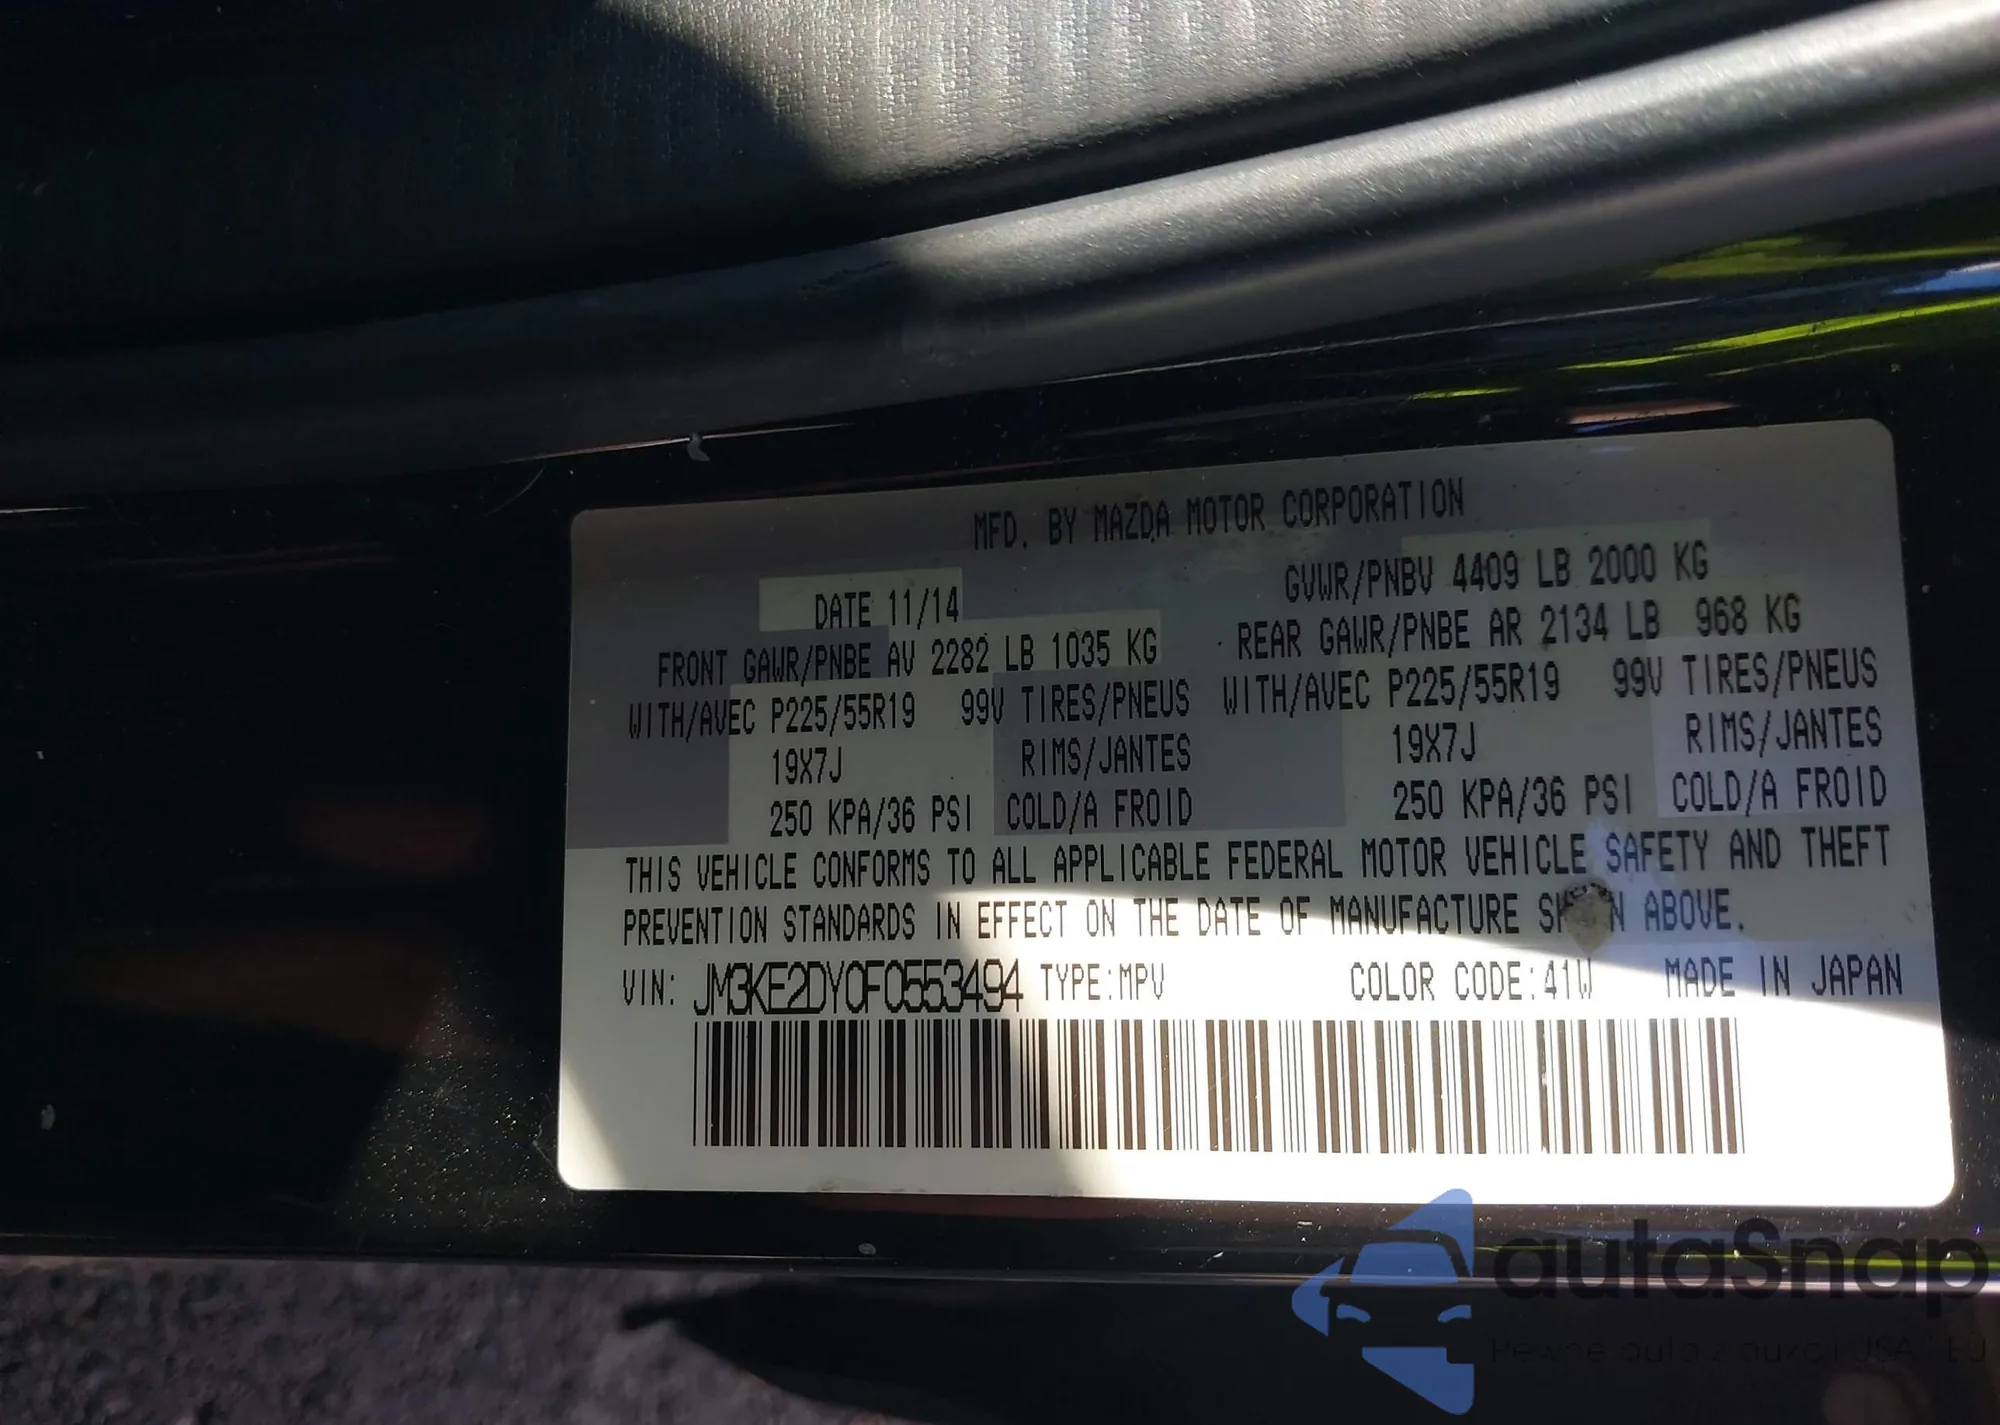 MFD. BY MAZDA MOTOR CORPORATION
DATE 11/14 GVWR/PNBV 4409 LB 2000 KG
FRONT GAWR/PNBE AV 2282 LB 1035 KG REAR GAWR/PNBE AR 2134 LB 968 KG
WITH/AVEC P225/55R19 99V TIRES/PNEUS WITH/AVEC P225/55R19 99V TIRES/PNEUS
19X7J RIMS/JANTES 19X7J RIMS/JANTES
250 KPA/36 PSI COLD/A FROID 250 KPA/36 PSI COLD/A FROID
THIS VEHICLE CONFORMS TO ALL APPLICABLE FEDERAL MOTOR VEHICLE SAFETY AND THEFT
PREVENTION STANDARDS IN EFFECT ON THE DATE OF MANUFACTURE ABOVE.
VIN: JM3KE2DY0F0553494 TYPE:MPV COLOR CODE:41W MADE IN JAPAN
autaSnap
Pewne auta z aukcji USA i EU